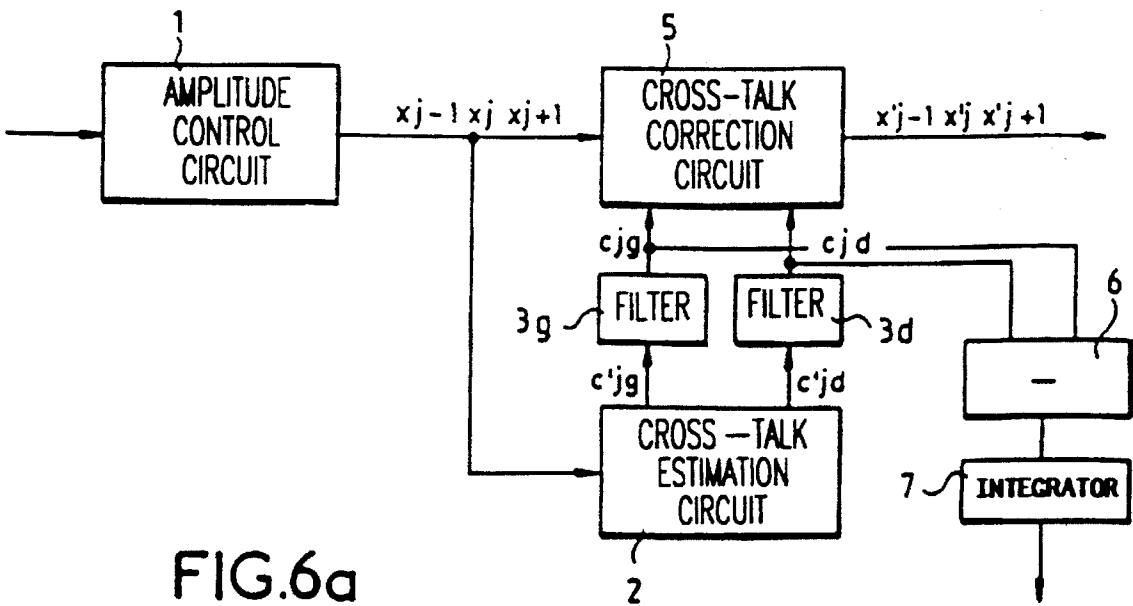 1
5
AMPLITUDE
CONTROL
CIRCUIT
xj-1 xj xj+1
CROSS-TALK
CORRECTION
CIRCUIT
x'j-1 x'j x'j+1
cjg
cjd
3g
FILTER
FILTER
3d
6
–
c'jg
c'jd
CROSS-TALK
ESTIMATION
CIRCUIT
7
INTEGRATOR
2
FIG.6a